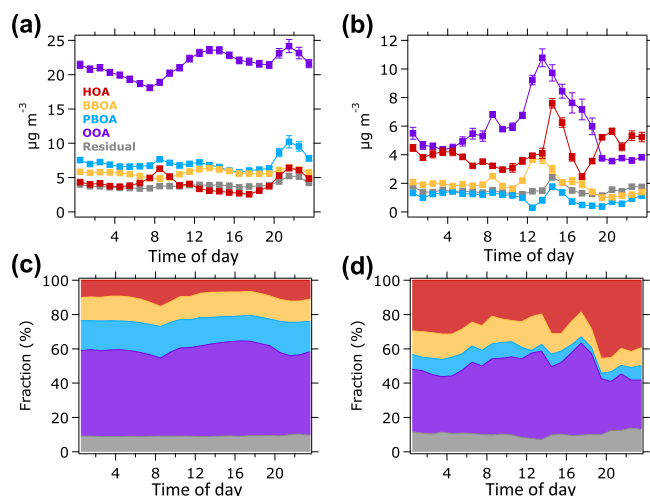 (a)
µg m⁻³
25
20
15
10
5
0
HOA
BBOA
PBOA
OOA
Residual
4 8 12 16 20
Time of day
(b)
µg m⁻³
12
10
8
6
4
2
0
4 8 12 16 20
Time of day
(c)
Fraction (%)
100
80
60
40
20
0
4 8 12 16 20
Time of day
(d)
Fraction (%)
100
80
60
40
20
0
4 8 12 16 20
Time of day